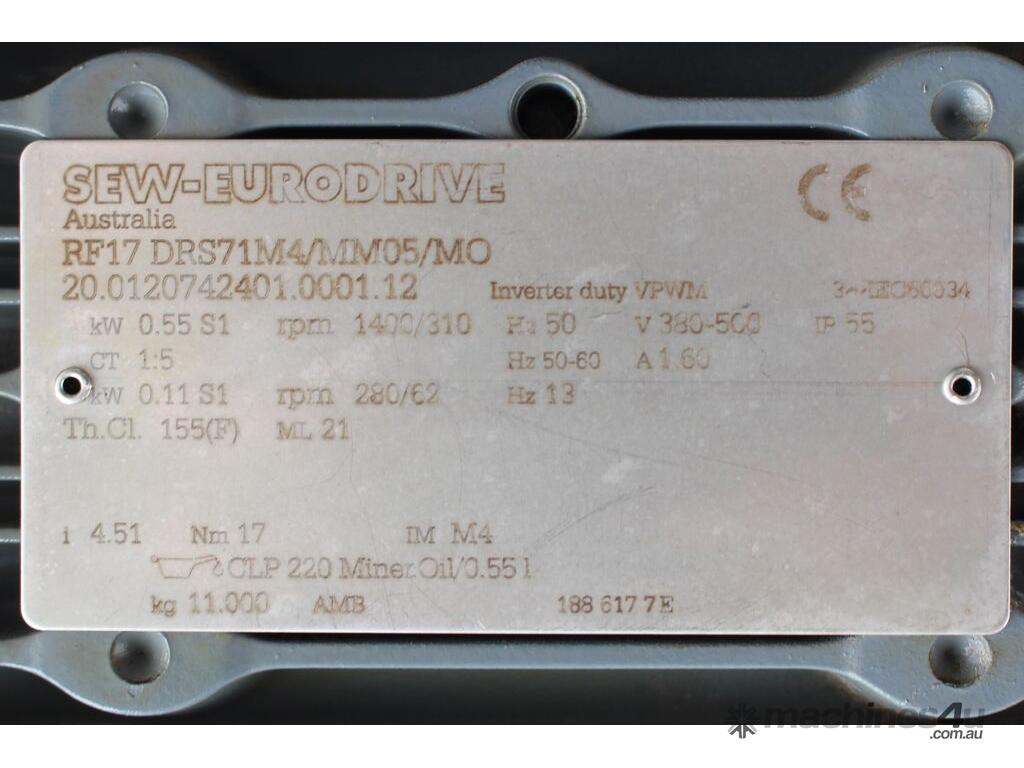 SEW-EURODRIVE CE
Australia
RF17 DRS71M4/MM05/MO
20.0120742401.0001.12 Inverter duty VPWM 3~IEC60034
kW 0.55 S1 rpm 1400/310 Hz 50 V 380-500 IP 55
CT 1:5 Hz 50-60 A 1.60
kW 0.11 S1 rpm 280/62 Hz 13
Th.Cl. 155(F) ML 21
i 4.51 Nm 17 IM M4
CLP 220 Miner.Oil/0.55 l
kg 11.000 AMB 188 617 7E
machines4u
.com.au